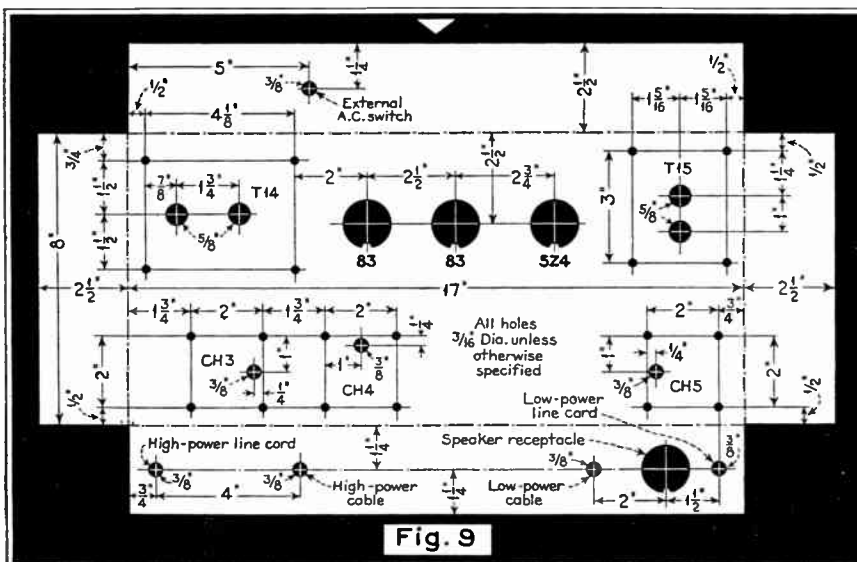 5"
3/8"
1 1/4"
External
A.C. switch
1/2"
4 1/8"
2 1/2"
1/2"
1 5/16"
1 5/16"
3/4"
1 1/2"
7/8"
1 3/4"
T14
5/8"
1 1/2"
2"
2 1/2"
2 3/4"
2 1/2"
83
83
5Z4
T15
3"
5/8"
1 1/4"
1"
1/2"
8"
2 1/2"
17"
2 1/2"
1 3/4"
2"
1 3/4"
2"
1/4"
2"
CH3
3/8"
1"
1/4"
1"
3/8"
CH4
All holes
3/16" Dia. unless
otherwise
specified
2"
3/4"
1"
1/4"
3/8"
CH5
2"
1/2"
1/2"
Low-power
line cord
Speaker receptacle
High-power line cord
1 1/4"
3/8"
3/8"
3/8"
3/8"
3/4"
4"
High-power
cable
1 1/4"
Low-power
cable
2"
1 1/2"
Fig. 9